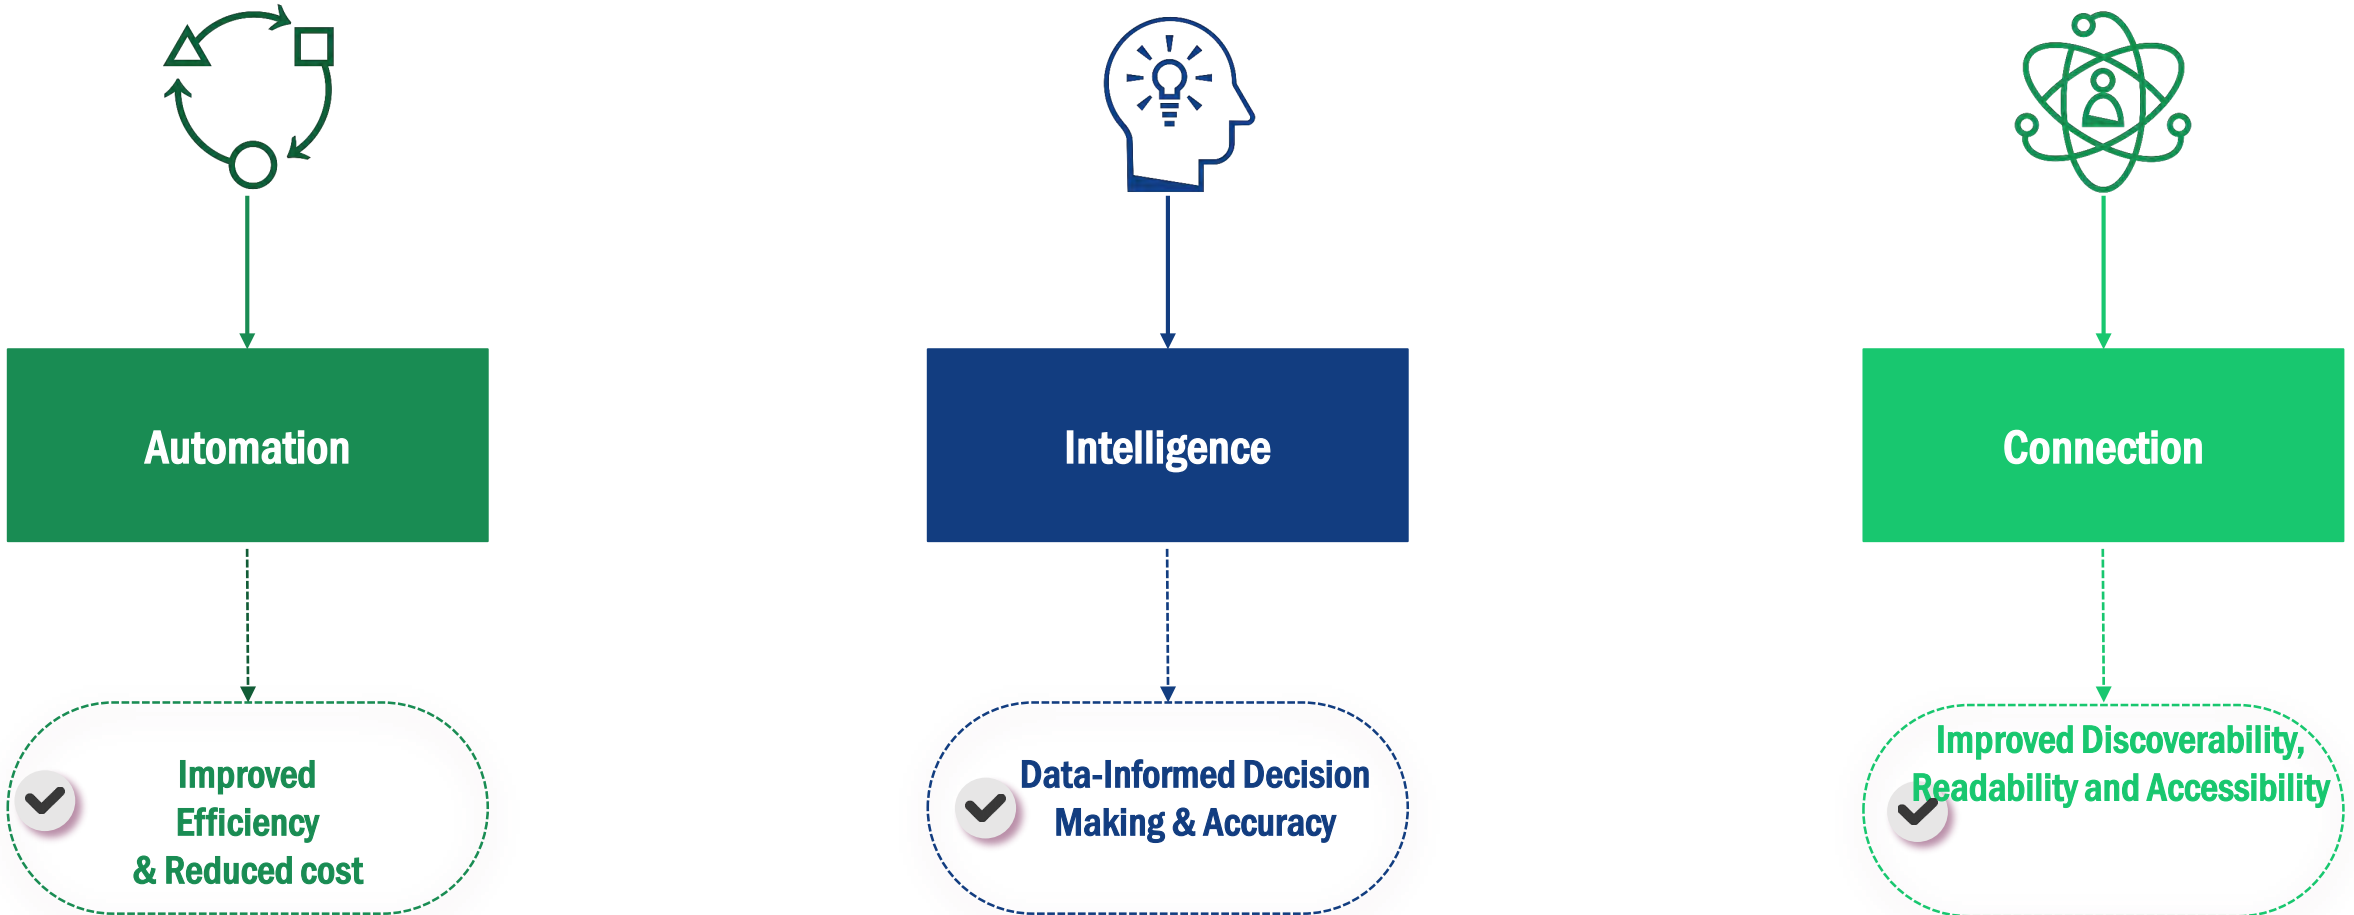 Automation
Intelligence
Connection
Improved
Efficiency
& Reduced cost
Data-Informed Decision
Making & Accuracy
Improved Discoverability,
Readability and Accessibility